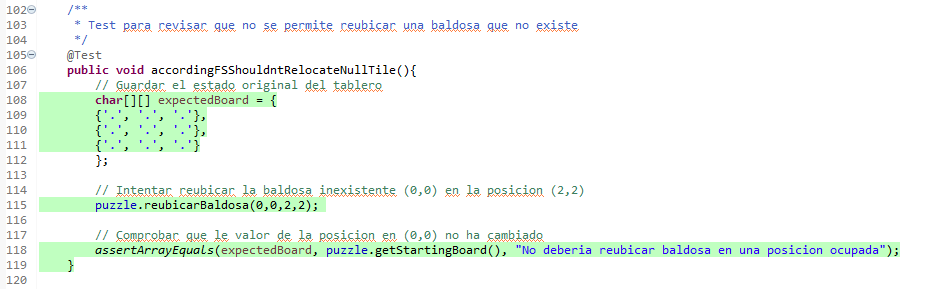 102 /**
103 * Test para revisar que no se permite reubicar una baldosa que no existe
104 */
105 @Test
106 public void accordingFSShouldntRelocateNullTile(){
107 // Guardar el estado original del tablero
108 char[][] expectedBoard = {
109 {'.', '.', '.'},
110 {'.', '.', '.'},
111 {'.', '.', '.'}
112 };
113
114 // Intentar reubicar la baldosa inexistente (0,0) en la posicion (2,2)
115 puzzle.reubicarBaldosa(0,0,2,2);
116
117 // Comprobar que le valor de la posicion en (0,0) no ha cambiado
118 assertArrayEquals(expectedBoard, puzzle.getStartingBoard(), "No deberia reubicar baldosa en una posicion ocupada");
119 }
120